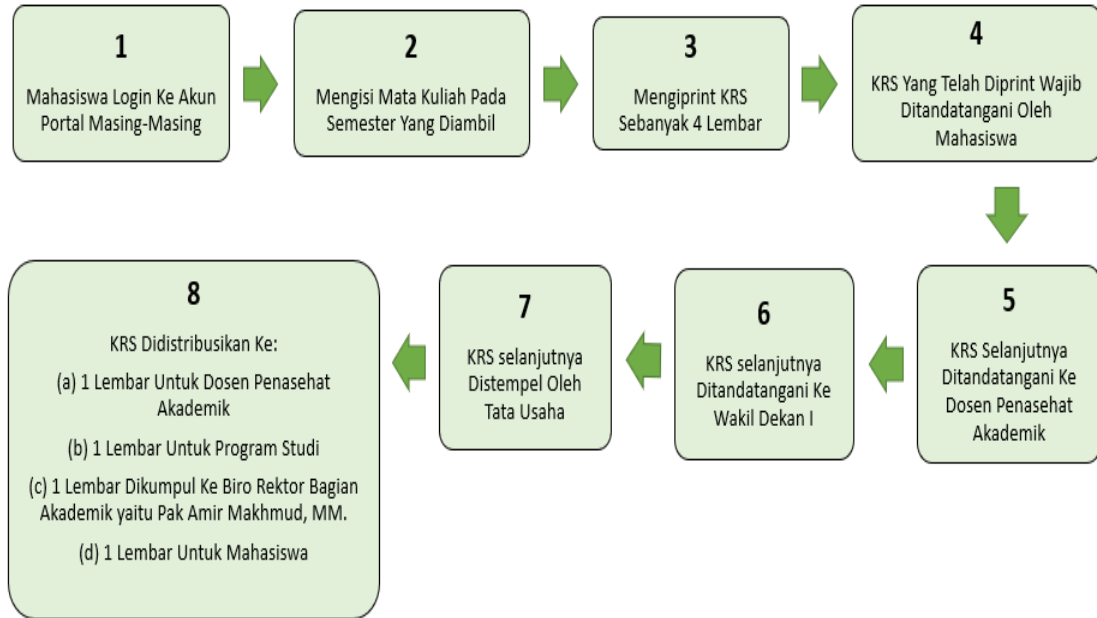 1
Mahasiswa Login Ke Akun
Portal Masing-Masing
2
Mengisi Mata Kuliah Pada
Semester Yang Diambil
3
Mengiprint KRS
Sebanyak 4 Lembar
4
KRS Yang Telah Diprint Wajib
Ditandatangani Oleh
Mahasiswa
5
KRS Selanjutnya
Ditandatangani Ke
Dosen Penasehat
Akademik
6
KRS selanjutnya
Ditandatangani Ke
Wakil Dekan I
7
KRS selanjutnya
Distempel Oleh
Tata Usaha
8
KRS Didistribusikan Ke:
(a) 1 Lembar Untuk Dosen Penasehat
Akademik
(b) 1 Lembar Untuk Program Studi
(c) 1 Lembar Dikumpul Ke Biro Rektor Bagian
Akademik yaitu Pak Amir Makhmud, MM.
(d) 1 Lembar Untuk Mahasiswa